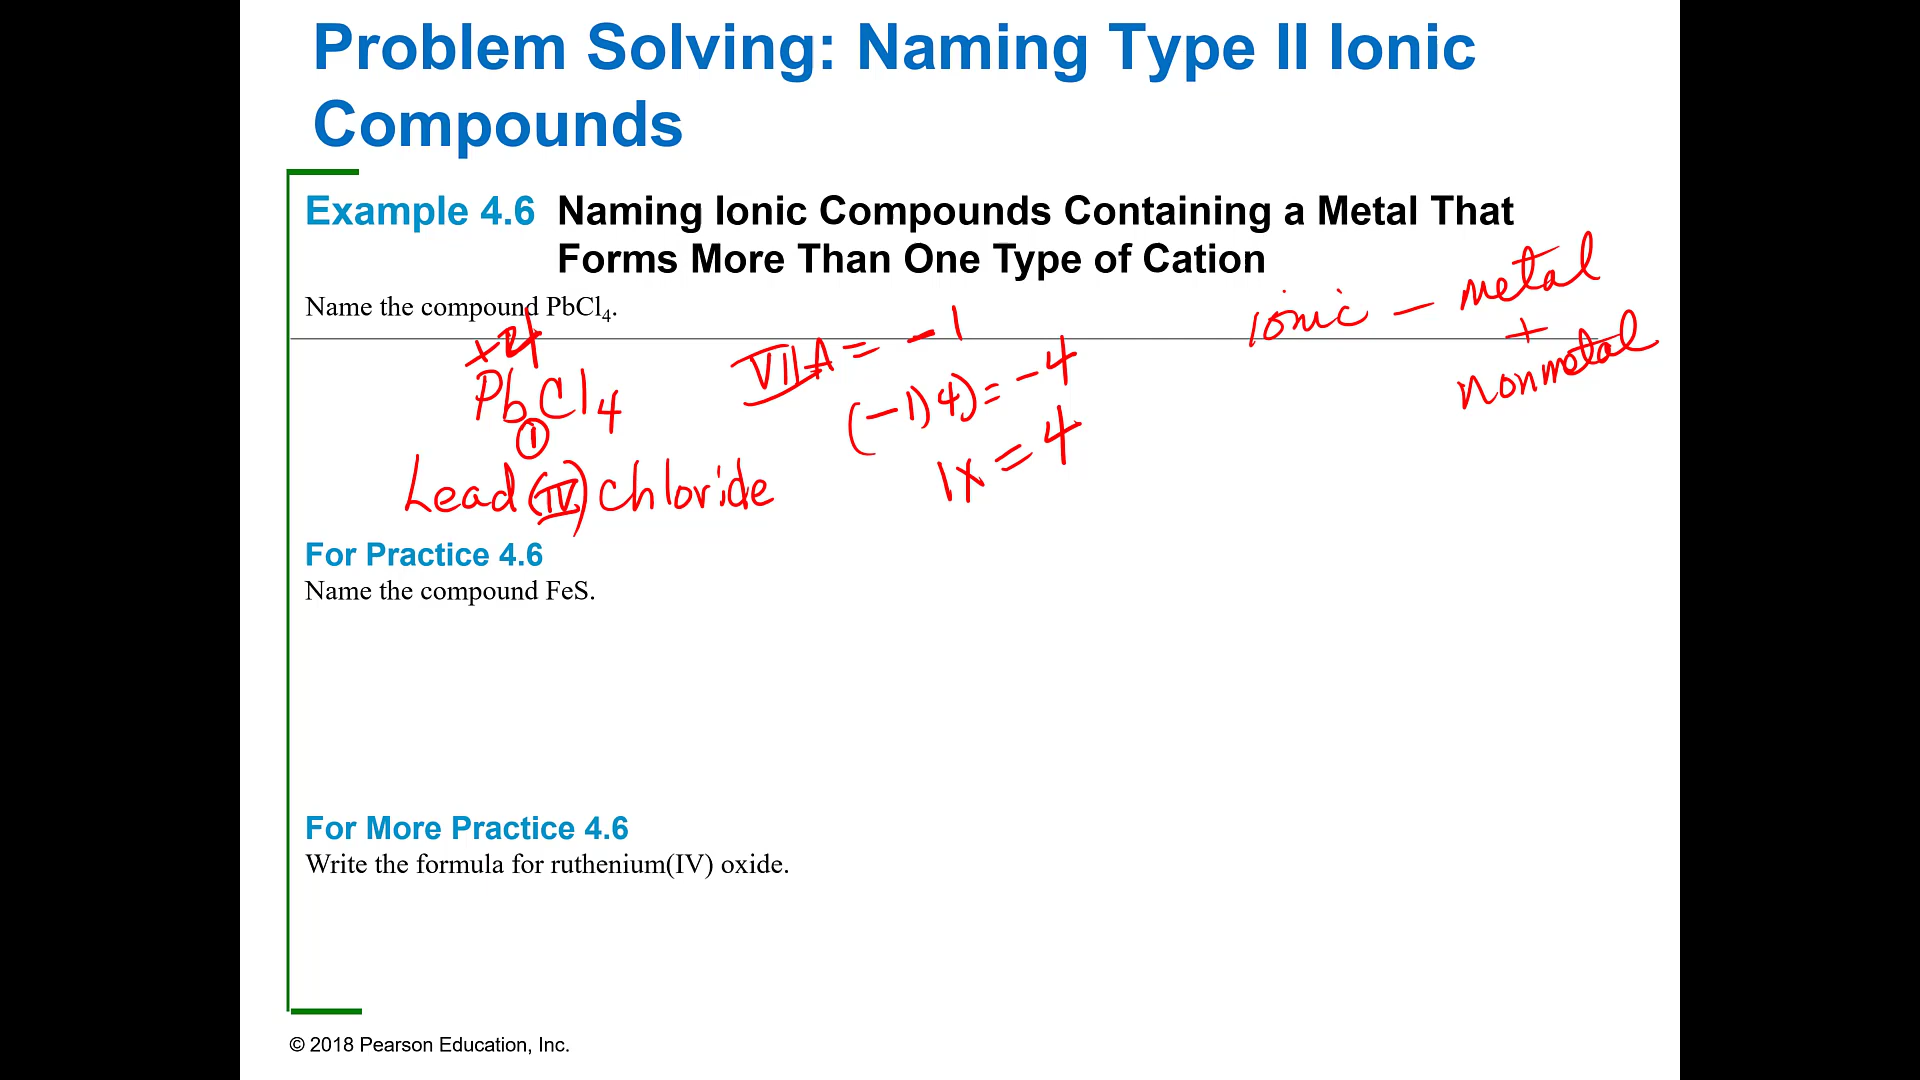 Problem Solving: Naming Type II Ionic
Compounds
Example 4.6 Naming Ionic Compounds Containing a Metal That
Forms More Than One Type of Cation
Name the compound PbCl₄.
+4
PbCl4
1
Lead (IV) chloride
VIIA = -1
(-1)(4) = -4
1x = 4
ionic - metal
+
nonmetal
For Practice 4.6
Name the compound FeS.
For More Practice 4.6
Write the formula for ruthenium(IV) oxide.
© 2018 Pearson Education, Inc.